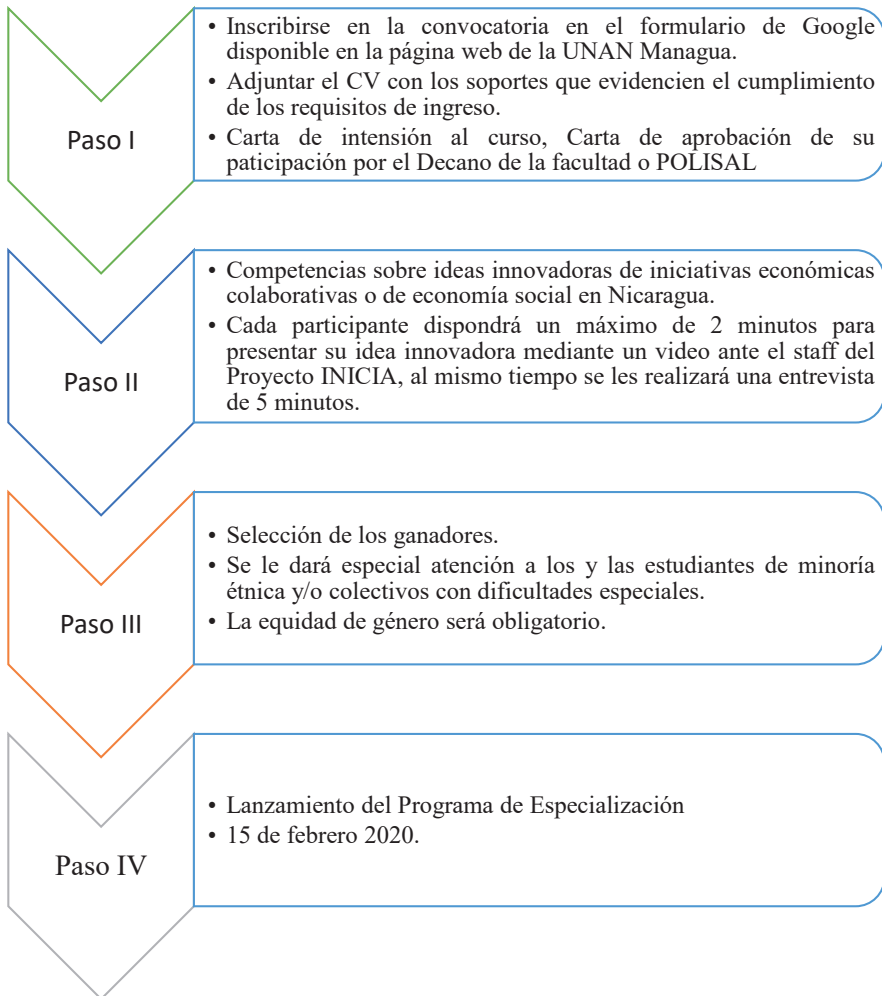 Paso I
• Inscribirse en la convocatoria en el formulario de Google
disponible en la página web de la UNAN Managua.
• Adjuntar el CV con los soportes que evidencien el cumplimiento
de los requisitos de ingreso.
• Carta de intensión al curso, Carta de aprobación de su
paticipación por el Decano de la facultad o POLISAL
Paso II
• Competencias sobre ideas innovadoras de iniciativas económicas
colaborativas o de economía social en Nicaragua.
• Cada participante dispondrá un máximo de 2 minutos para
presentar su idea innovadora mediante un video ante el staff del
Proyecto INICIA, al mismo tiempo se les realizará una entrevista
de 5 minutos.
Paso III
• Selección de los ganadores.
• Se le dará especial atención a los y las estudiantes de minoría
étnica y/o colectivos con dificultades especiales.
• La equidad de género será obligatorio.
Paso IV
• Lanzamiento del Programa de Especialización
• 15 de febrero 2020.